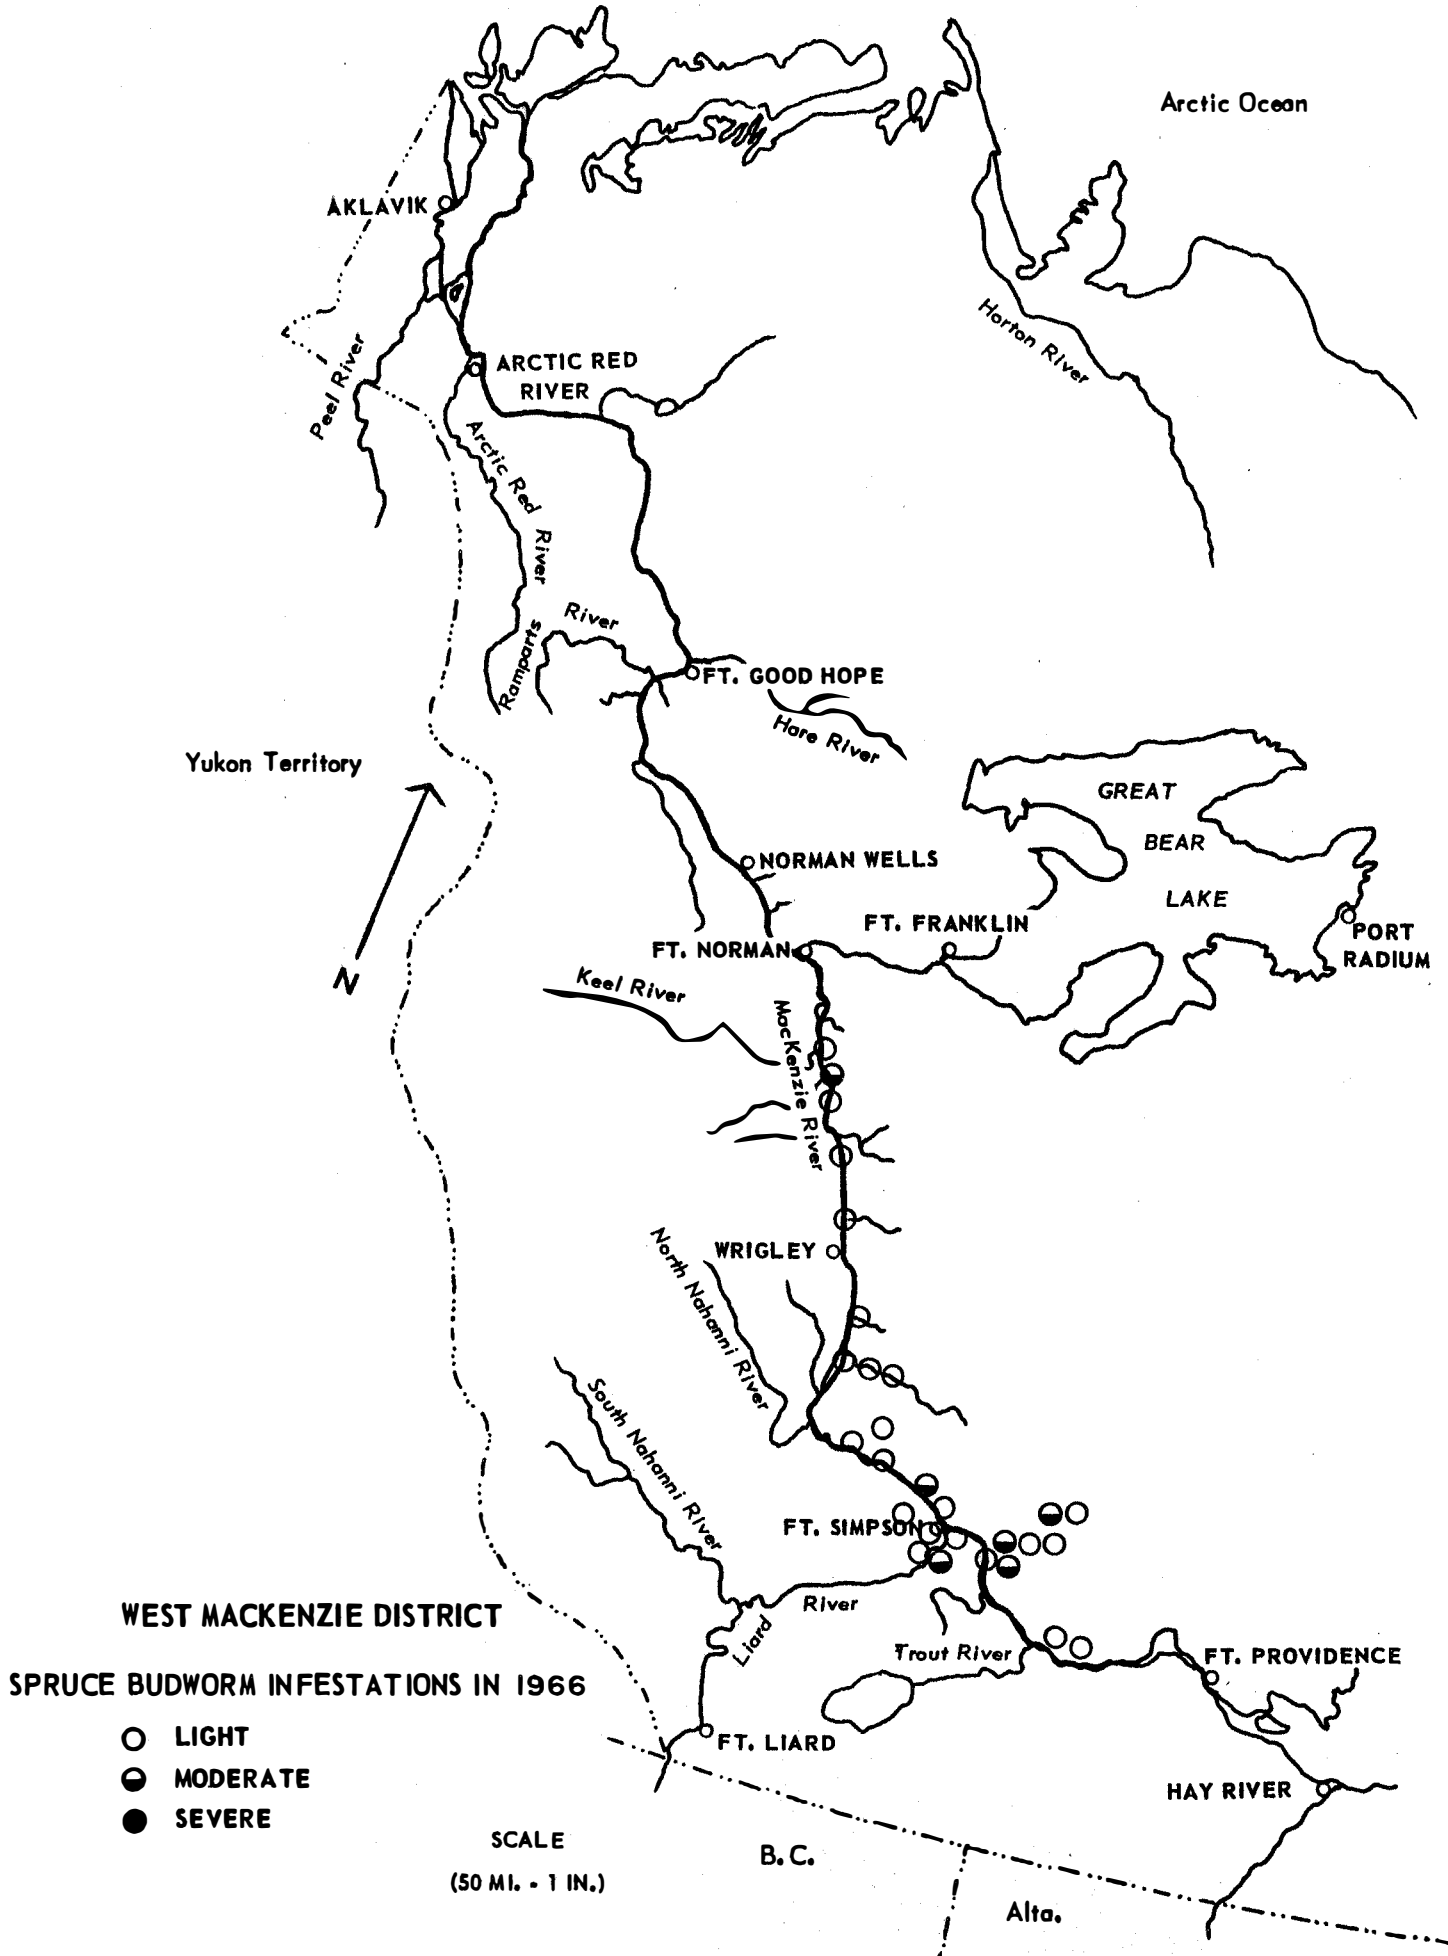 Arctic Ocean
AKLAVIK
Horton River
Peel River
ARCTIC RED
RIVER
Arctic Red River
River
Ramparts
FT. GOOD HOPE
Hare River
Yukon Territory
GREAT
BEAR
LAKE
NORMAN WELLS
FT. FRANKLIN
PORT
RADIUM
FT. NORMAN
N
Keel River
MacKenzie River
WRIGLEY
North Nahanni River
South Nahanni River
FT. SIMPSON
River
Liard
Trout River
FT. PROVIDENCE
WEST MACKENZIE DISTRICT
SPRUCE BUDWORM INFESTATIONS IN 1966
LIGHT
MODERATE
SEVERE
FT. LIARD
HAY RIVER
SCALE
(50 MI. - 1 IN.)
B.C.
Alta.